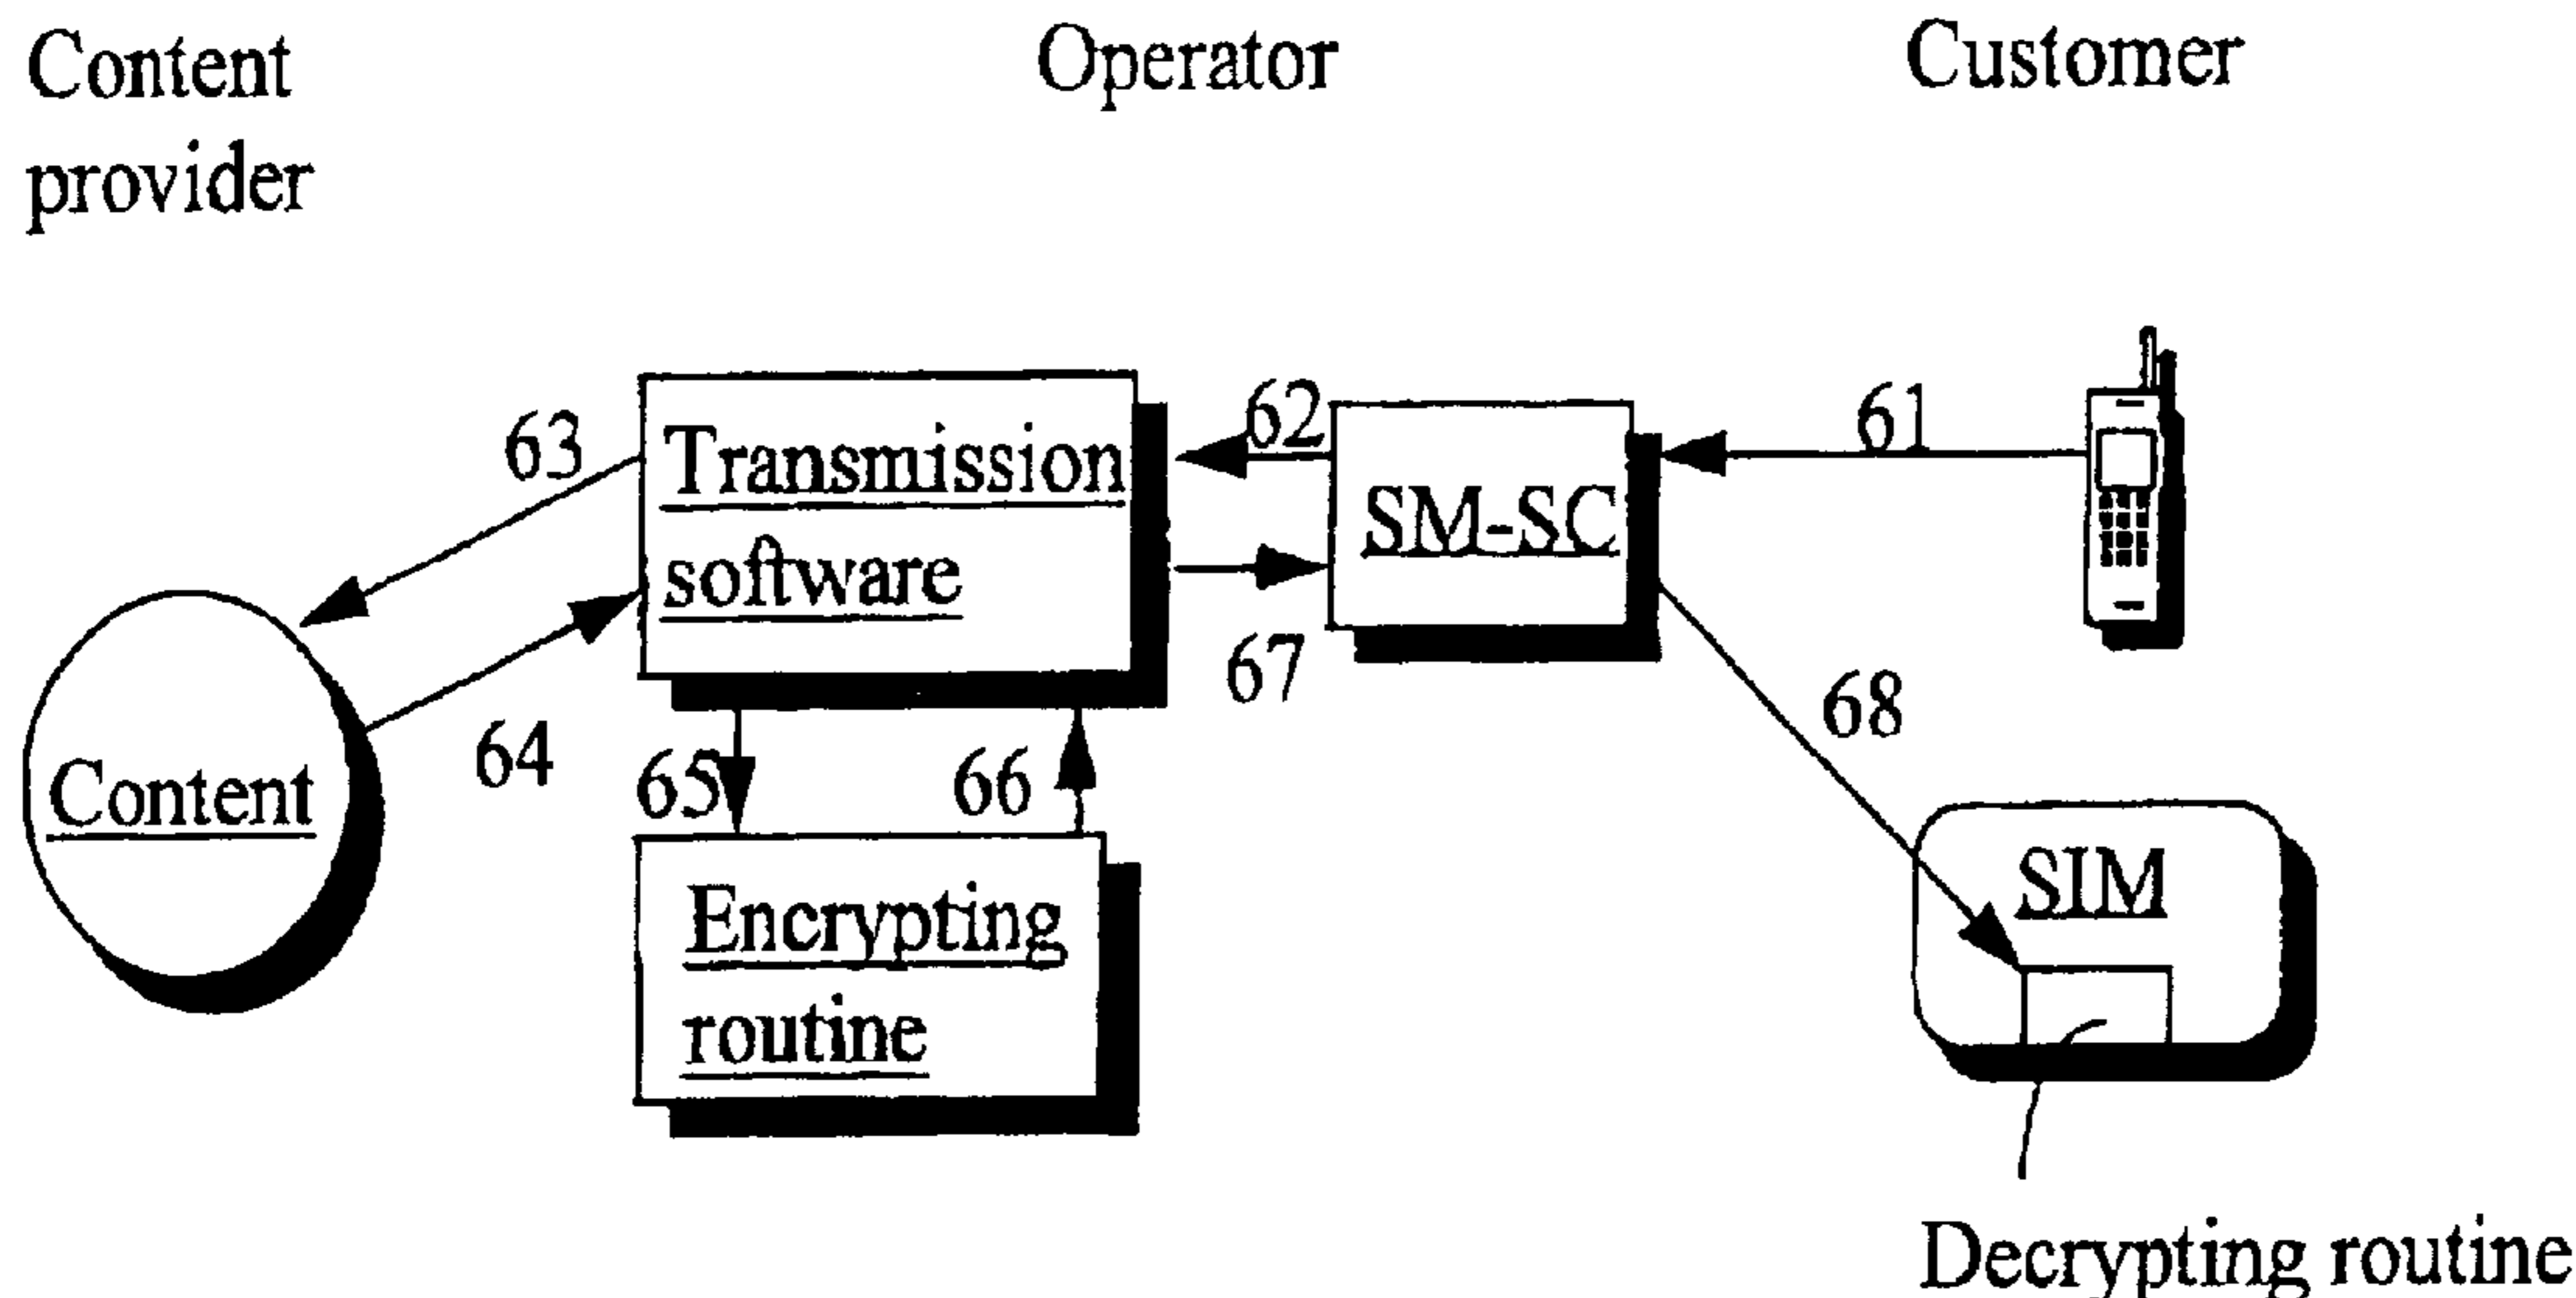 Content
provider
Operator
Customer
63
64
Content
Transmission
software
62
67
SM-SC
61
68
65
66
Encrypting
routine
SIM
Decrypting routine